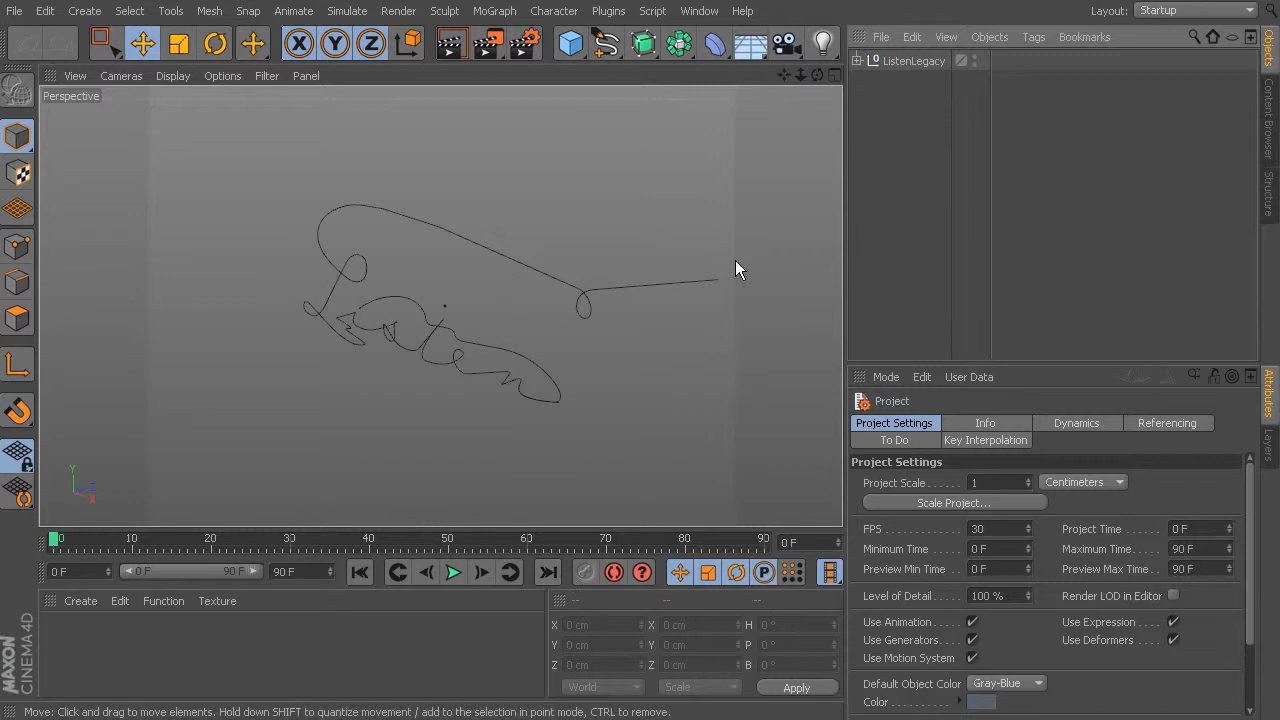 File Edit Create Select Tools Mesh Snap Animate Simulate Render Sculpt MoGraph Character Plugins Script Window Help Layout: Startup
View Cameras Display Options Filter Panel
Perspective
File Edit View Objects Tags Bookmarks
ListenLegacy
Objects
Content Browser
Structure
Mode Edit User Data
Project
Project Settings Info Dynamics Referencing
To Do Key Interpolation
Project Settings
Project Scale 1 Centimeters
Scale Project...
FPS 30 Project Time 0 F
Minimum Time 0 F Maximum Time 90 F
Preview Min Time 0 F Preview Max Time 90 F
Level of Detail 100 % Render LOD in Editor
Use Animation Use Expression
Use Generators Use Deformers
Use Motion System
Default Object Color Gray-Blue
Color
Attributes
Layers
Listen
Y
Z
X
0 10 20 30 40 50 60 70 80 90 0 F
0 F 0 F 90 F 90 F
Create Edit Function Texture
-- -- --
X 0 cm X 0 cm H 0 °
Y 0 cm Y 0 cm P 0 °
Z 0 cm Z 0 cm B 0 °
World Scale Apply
MAXON
CINEMA 4D
Move: Click and drag to move elements. Hold down SHIFT to quantize movement / add to the selection in point mode, CTRL to remove.